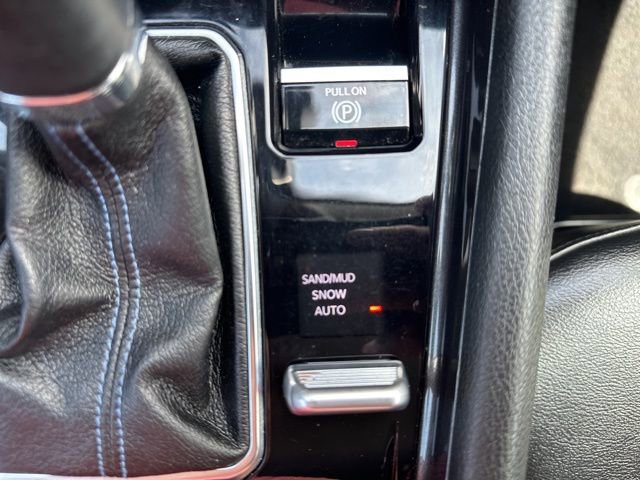 PULL ON
(P)
SAND/MUD
SNOW
AUTO